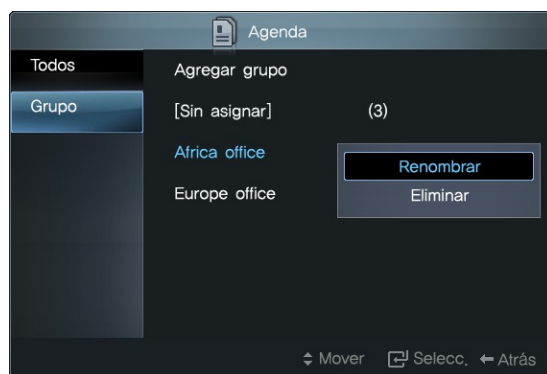 Agenda
Todos
Grupo
Agregar grupo
[Sin asignar] (3)
Africa office
Europe office
Renombrar
Eliminar
Mover Selecc. Atrás